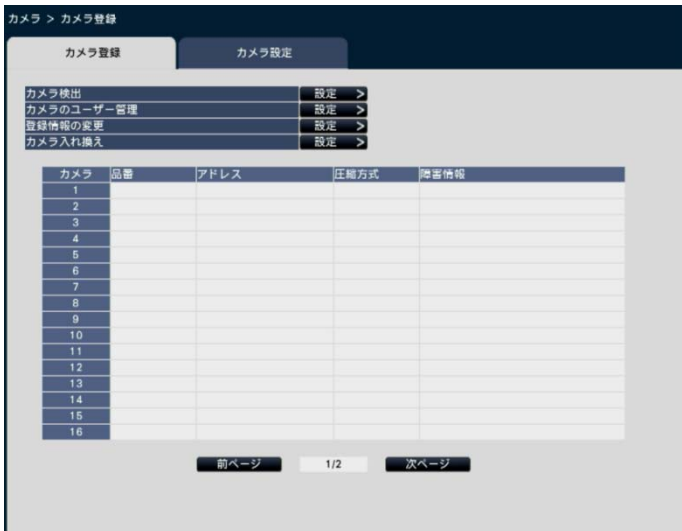 カメラ > カメラ登録
カメラ登録 カメラ設定
カメラ検出 設定 >
カメラのユーザー管理 設定 >
登録情報の変更 設定 >
カメラ入れ換え 設定 >
カメラ 品番 アドレス 圧縮方式 障害情報
1
2
3
4
5
6
7
8
9
10
11
12
13
14
15
16
前ページ 1/2 次ページ